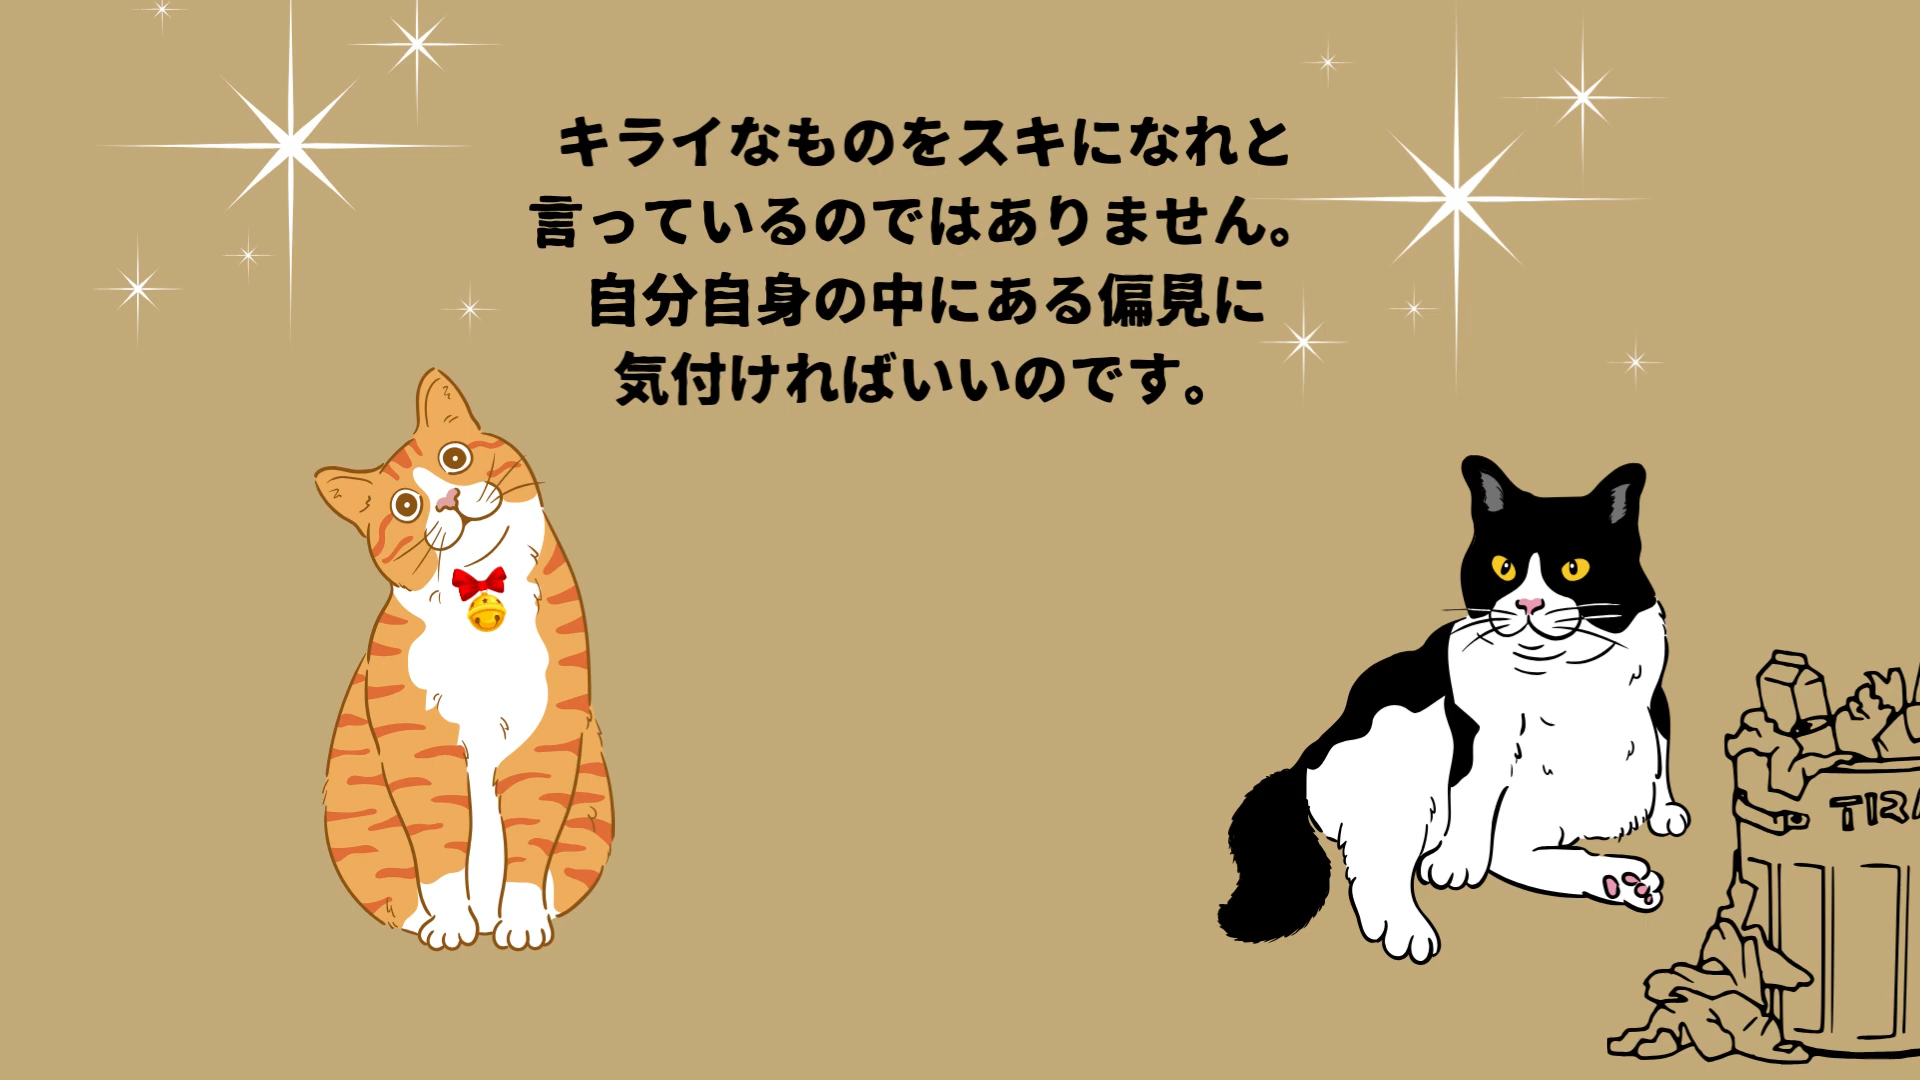 キライなものをスキになれと
言っているのではありません。
自分自身の中にある偏見に
気付ければいいのです。